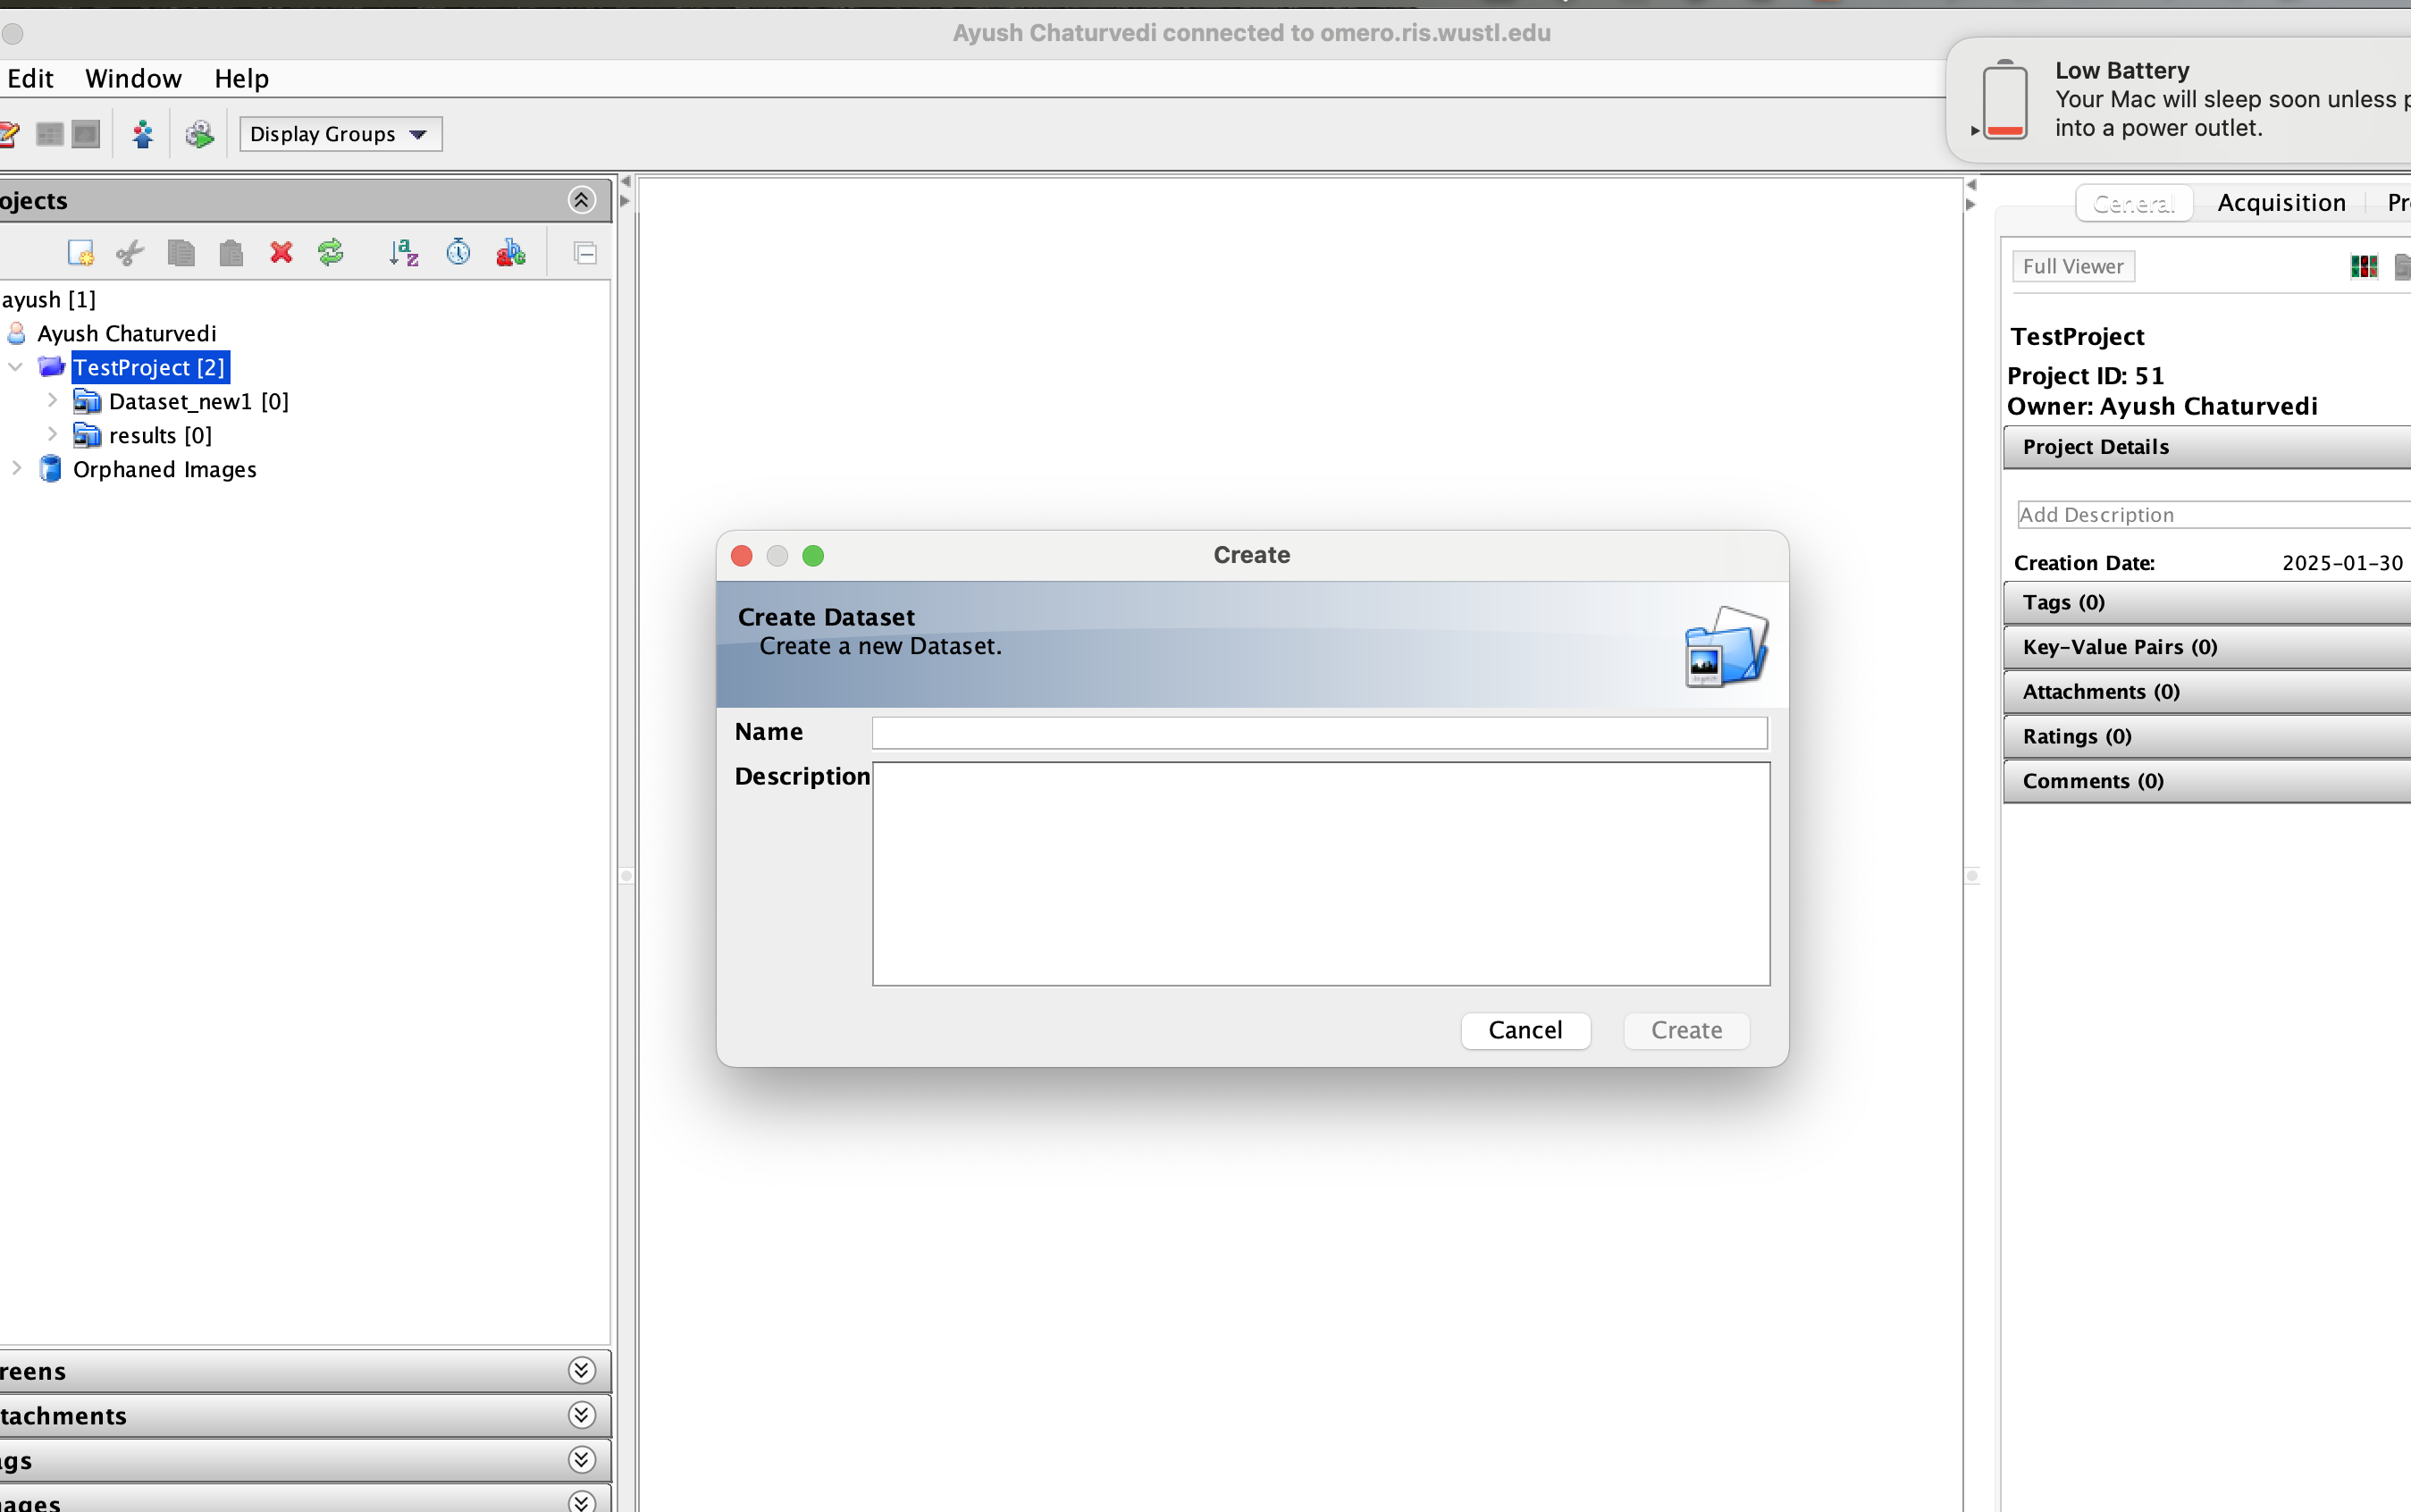 Ayush Chaturvedi connected to omero.ris.wustl.edu
Edit Window Help
Low Battery
Your Mac will sleep soon unless p
into a power outlet.
Display Groups
ojects
ayush [1]
Ayush Chaturvedi
TestProject [2]
Dataset_new1 [0]
results [0]
Orphaned Images
reens
tachments
gs
ages
Create
Create Dataset
Create a new Dataset.
Name
Description
Cancel Create
General Acquisition Pr
Full Viewer
TestProject
Project ID: 51
Owner: Ayush Chaturvedi
Project Details
Add Description
Creation Date: 2025-01-30
Tags (0)
Key-Value Pairs (0)
Attachments (0)
Ratings (0)
Comments (0)